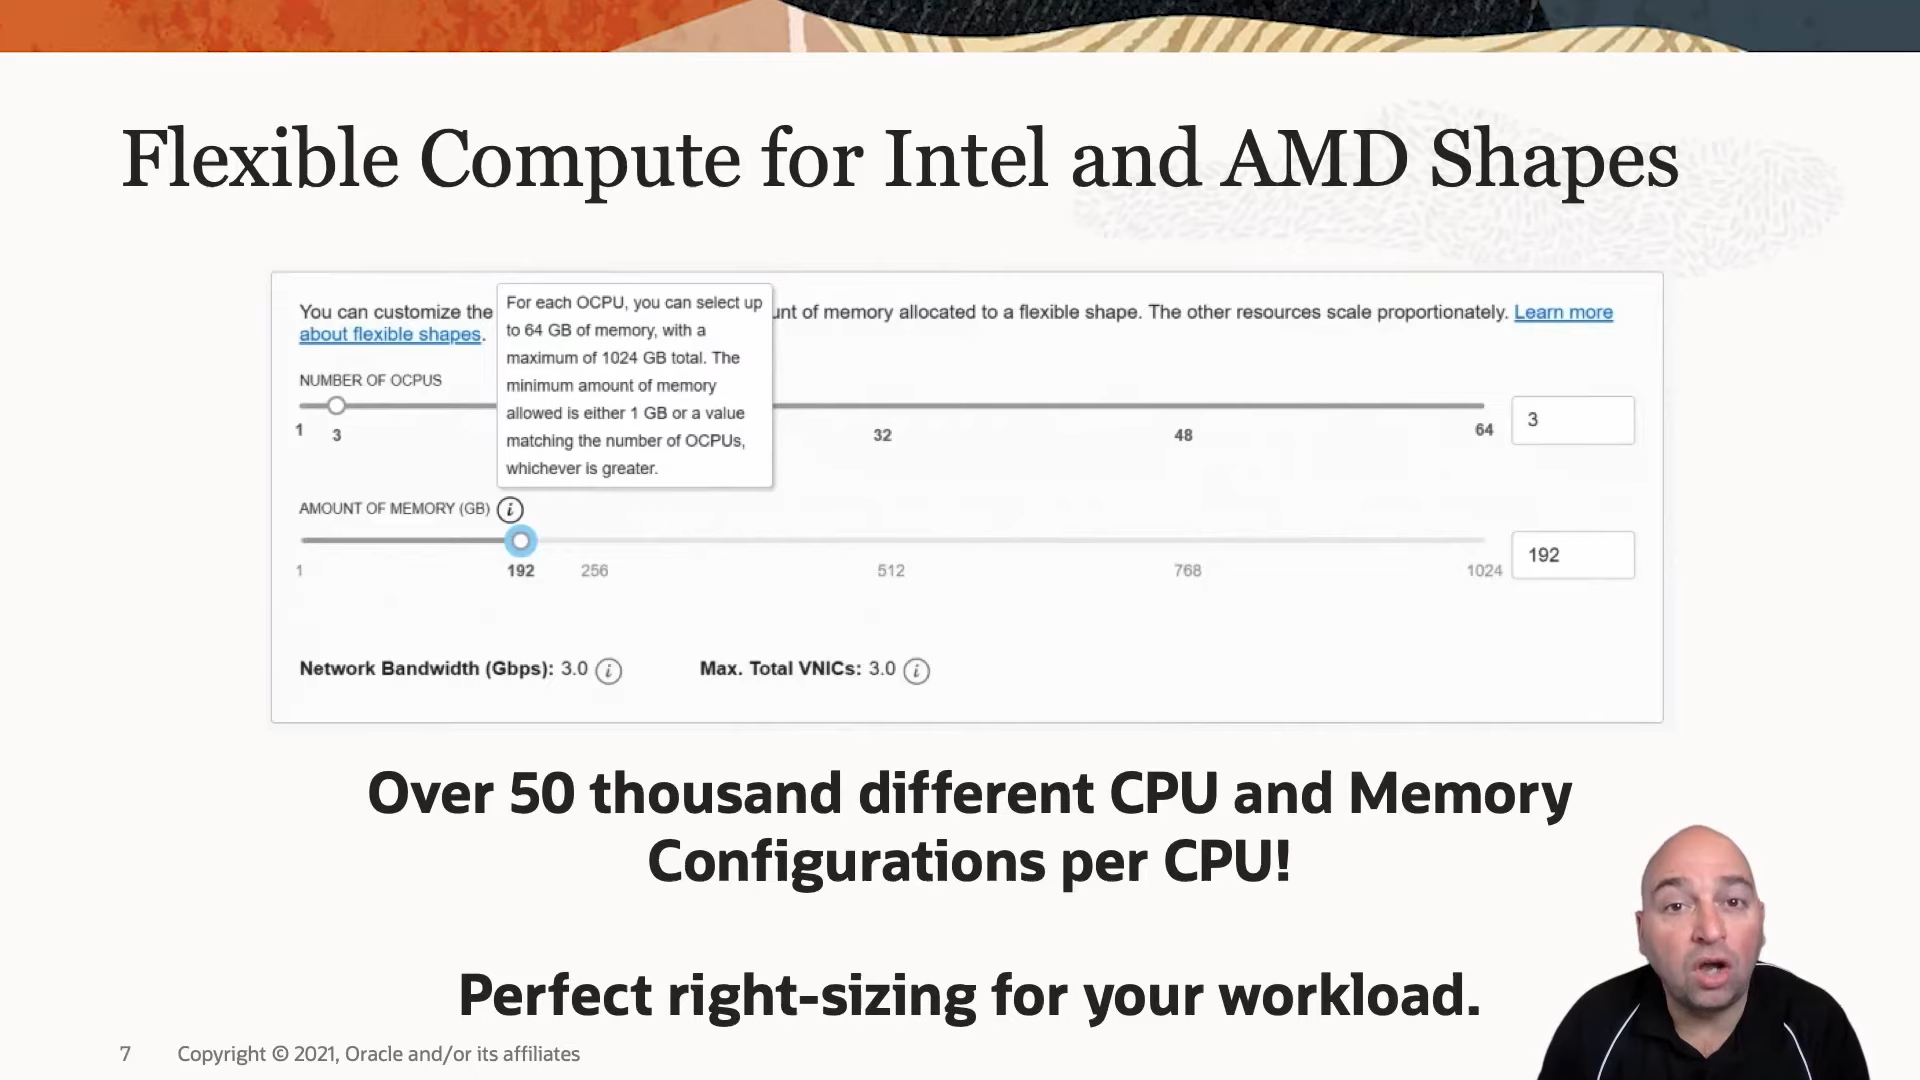 Flexible Compute for Intel and AMD Shapes
You can customize the
unt of memory allocated to a flexible shape. The other resources scale proportionately. Learn more
about flexible shapes.
For each OCPU, you can select up
to 64 GB of memory, with a
maximum of 1024 GB total. The
minimum amount of memory
allowed is either 1 GB or a value
matching the number of OCPUs,
whichever is greater.
NUMBER OF OCPUS
1 3 32 48 64
3
AMOUNT OF MEMORY (GB) i
1 192 256 512 768 1024
192
Network Bandwidth (Gbps): 3.0 i Max. Total VNICs: 3.0 i
Over 50 thousand different CPU and Memory
Configurations per CPU!
Perfect right-sizing for your workload.
7 Copyright © 2021, Oracle and/or its affiliates